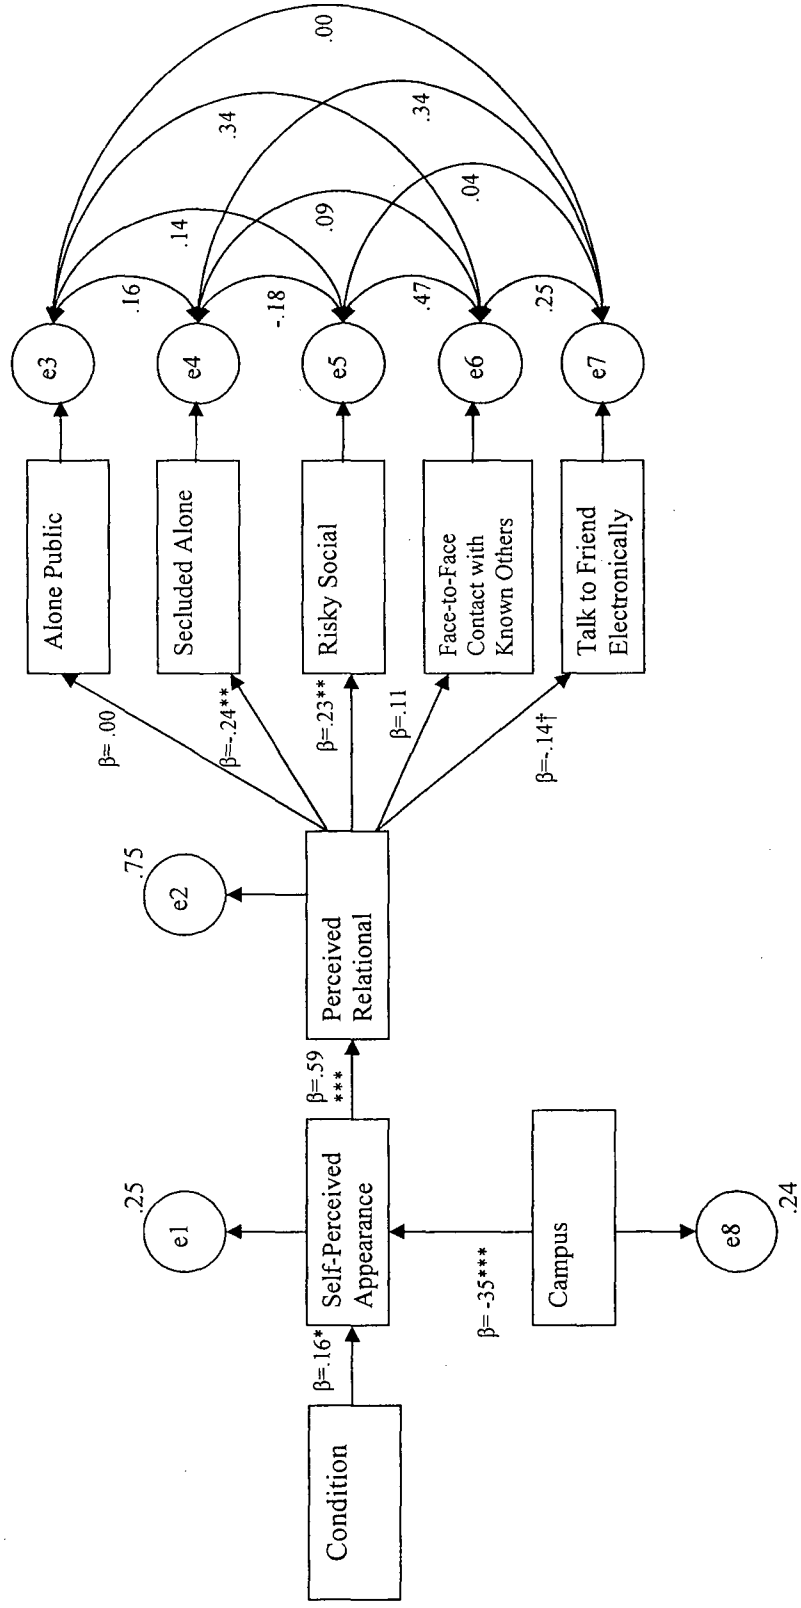 Condition
β=.16*
Self-Perceived
Appearance
.25
e1
β= -35***
Campus
e8
.24
β=.59
***
Perceived
Relational
.75
e2
β= .00
β=-.24**
β=.23**
β=.11
β=-.14†
Alone Public
Secluded Alone
Risky Social
Face-to-Face
Contact with
Known Others
Talk to Friend
Electronically
e3
e4
e5
e6
e7
.16
-.18
.47
.25
.14
.09
.04
.34
.34
.00